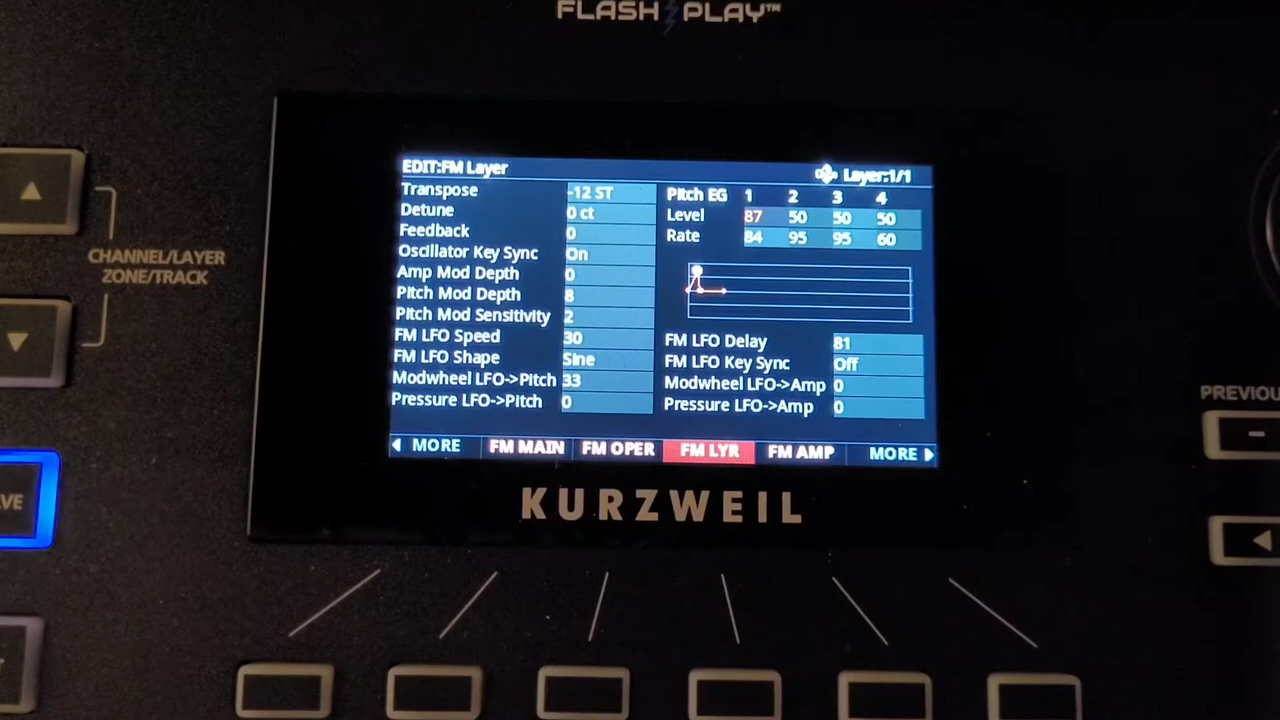 FLASH PLAY™
EDIT:FM Layer Layer:1/1
Transpose -12 ST
Detune 0 ct
Feedback 0
Oscillator Key Sync On
Amp Mod Depth 0
Pitch Mod Depth 8
Pitch Mod Sensitivity 2
FM LFO Speed 30
FM LFO Shape Sine
Modwheel LFO->Pitch 33
Pressure LFO->Pitch 0
Pitch EG 1 2 3 4
Level 87 50 50 50
Rate 84 95 95 60
FM LFO Delay 81
FM LFO Key Sync Off
Modwheel LFO->Amp 0
Pressure LFO->Amp 0
MORE FM MAIN FM OPER FM LYR FM AMP MORE
KURZWEIL
CHANNEL/LAYER
ZONE/TRACK
PREVIOU
-